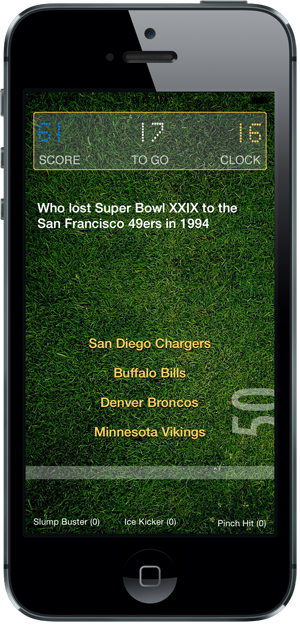 61 17 16
SCORE TO GO CLOCK
Who lost Super Bowl XXIX to the
San Francisco 49ers in 1994
San Diego Chargers
Buffalo Bills
Denver Broncos
Minnesota Vikings
50
Slump Buster (0) Ice Kicker (0) Pinch Hit (0)